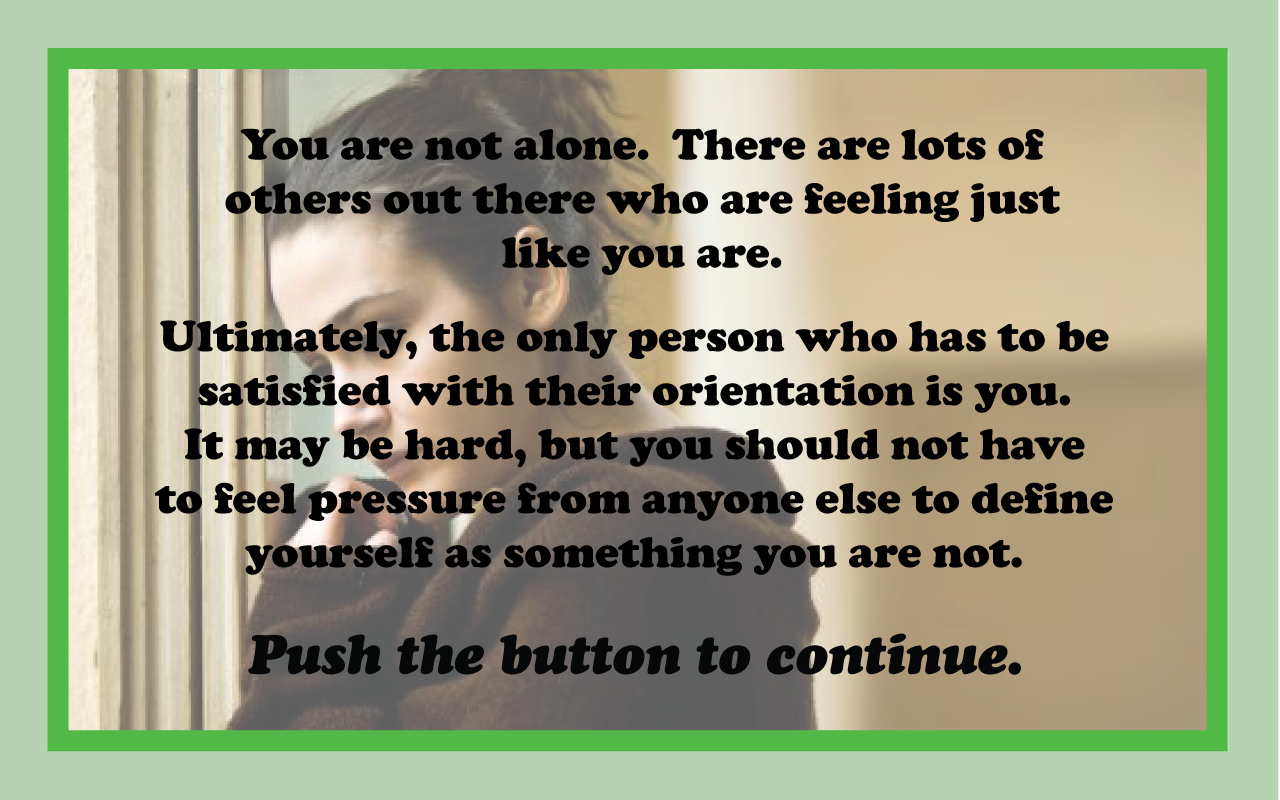 You are not alone.  There are lots of
others out there who are feeling just
like you are.
Ultimately, the only person who has to be
satisfied with their orientation is you.
It may be hard, but you should not have
to feel pressure from anyone else to define
yourself as something you are not.
Push the button to continue.